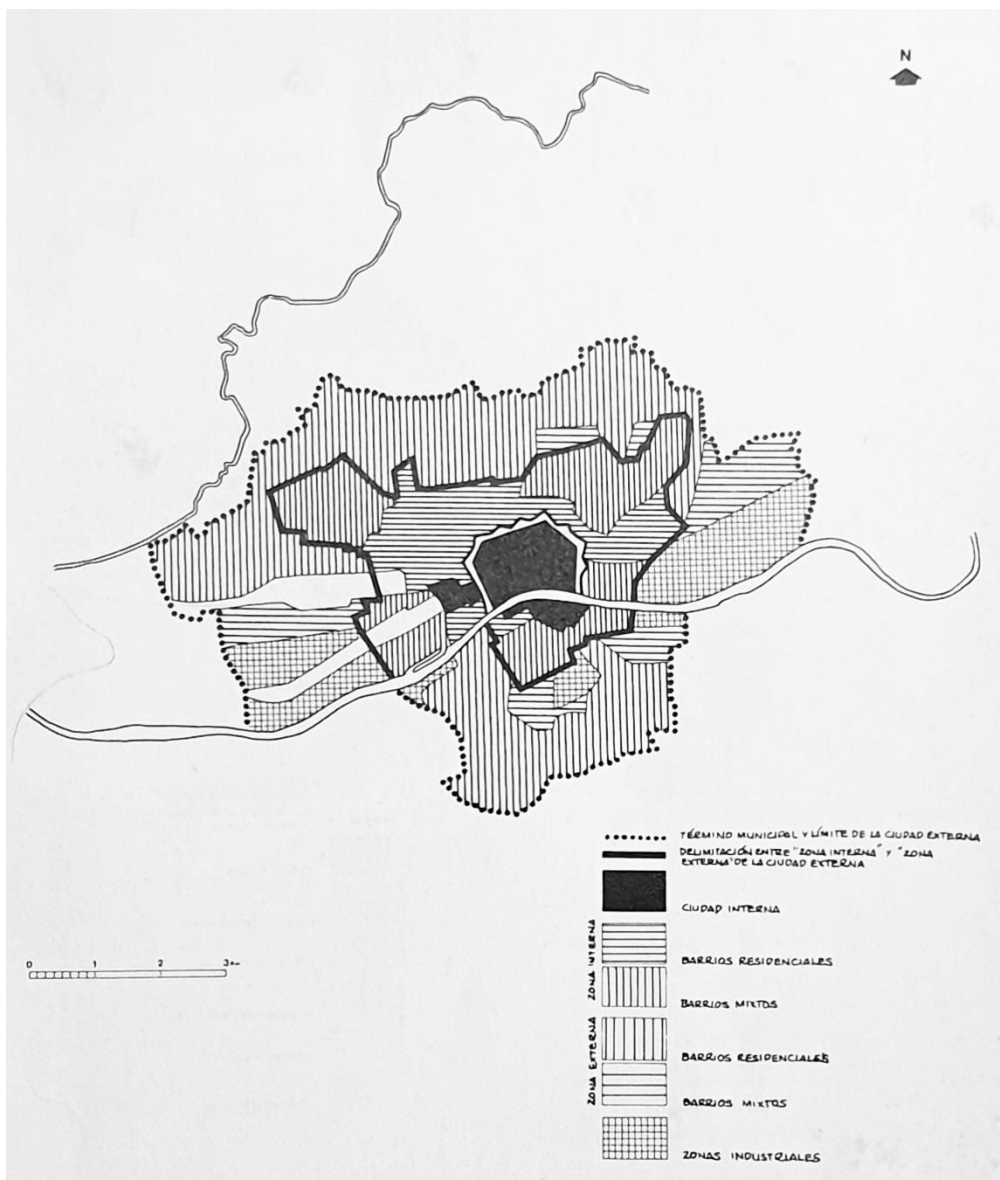 N
TÉRMINO MUNICIPAL Y LÍMITE DE LA CIUDAD EXTERNA
DELIMITACIÓN ENTRE "ZONA INTERNA" Y "ZONA
EXTERNA" DE LA CIUDAD EXTERNA
CIUDAD INTERNA
ZONA INTERNA
BARRIOS RESIDENCIALES
BARRIOS MIXTOS
ZONA EXTERNA
BARRIOS RESIDENCIALES
BARRIOS MIXTOS
ZONAS INDUSTRIALES
0 1 2 3 Km